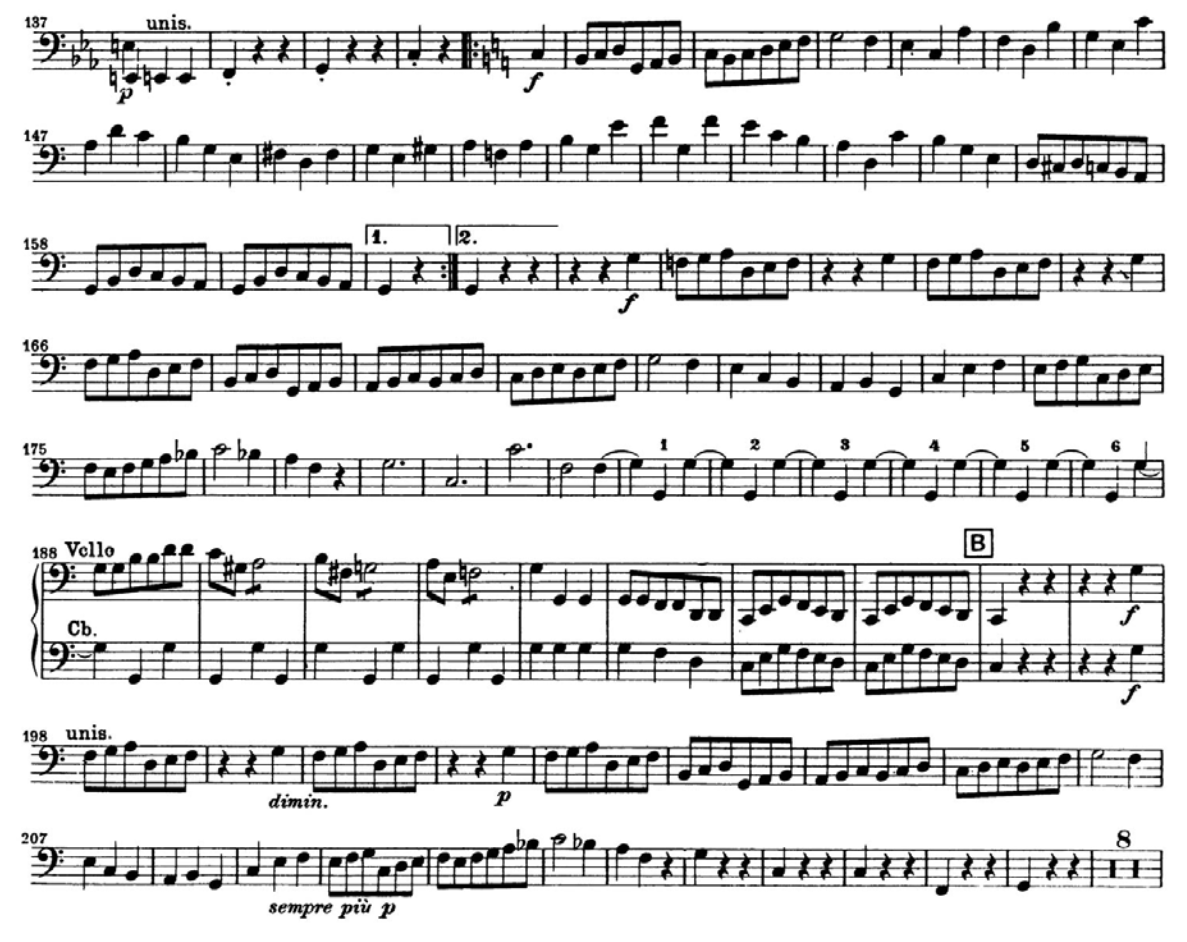 137 unis.
p f
147
158 1. 2.
f
166
175 1 2 3 4 5 6
188 Vcllo B
Cb. f
f
198 unis.
dimin. p
207 8
sempre più p